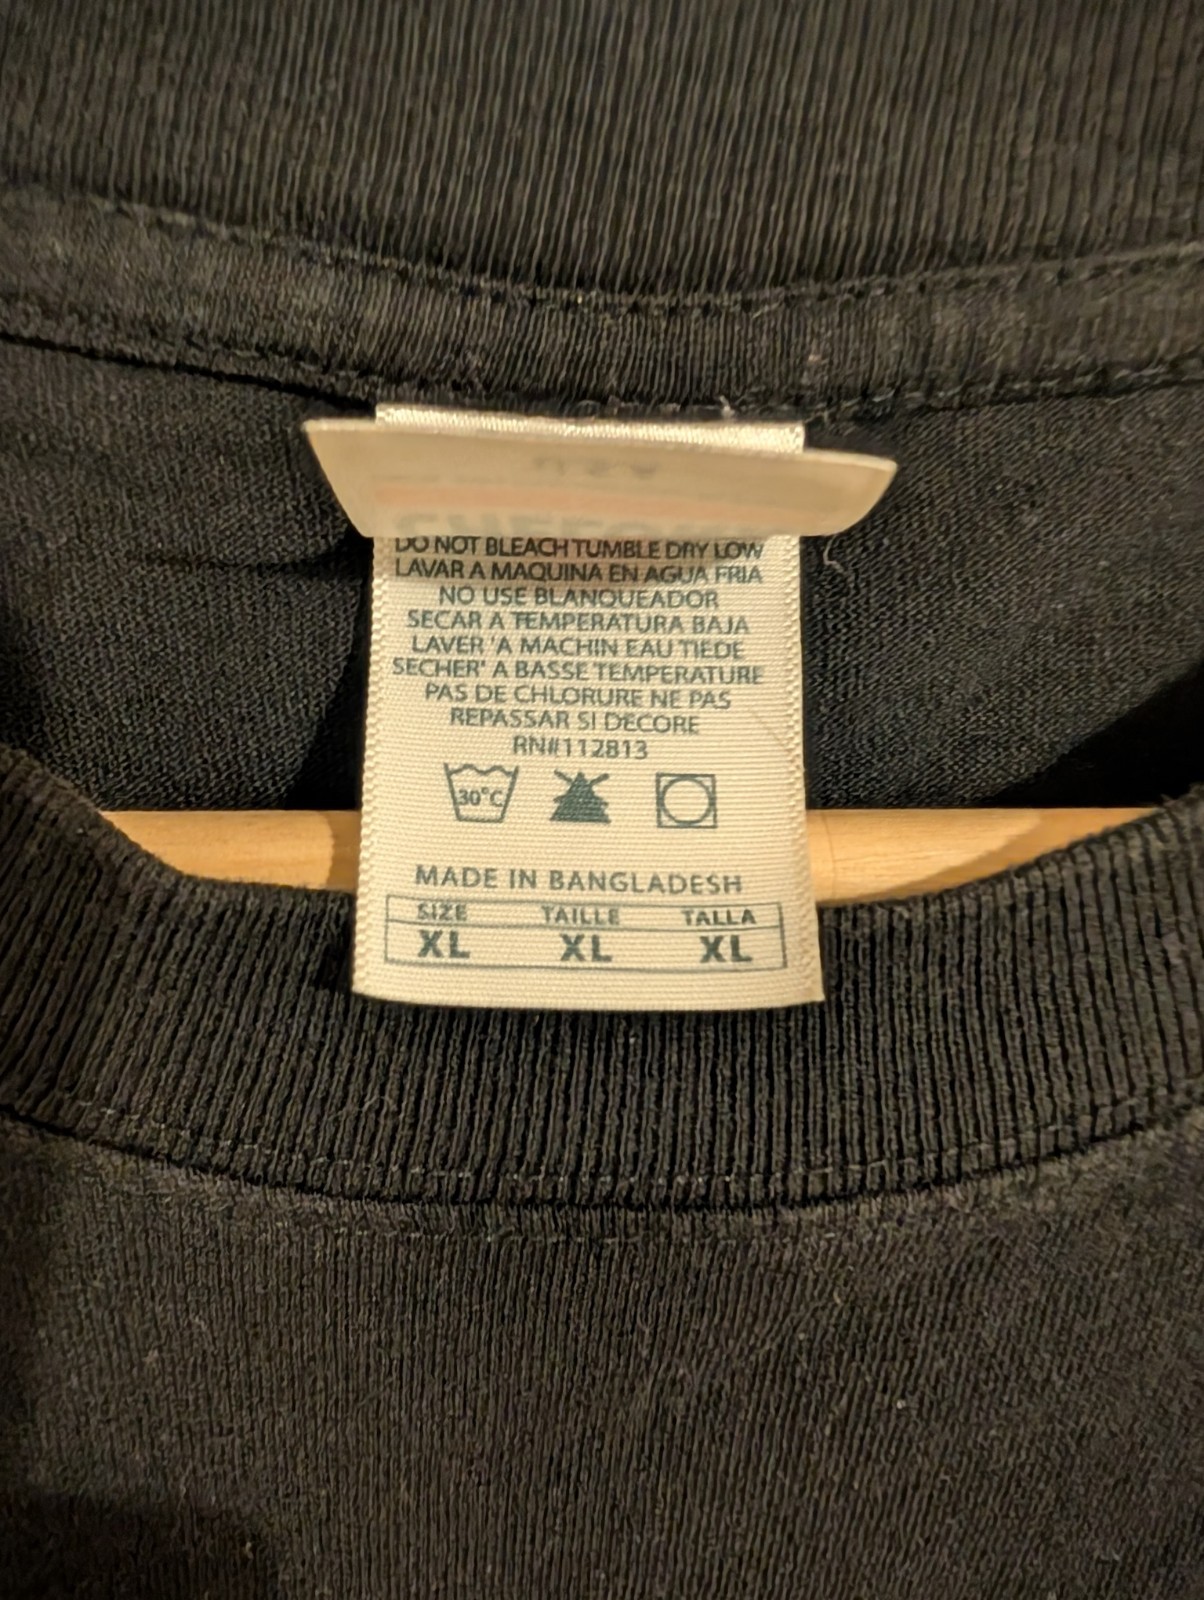 USA
DO NOT BLEACH TUMBLE DRY LOW
LAVAR A MAQUINA EN AGUA FRIA
NO USE BLANQUEADOR
SECAR A TEMPERATURA BAJA
LAVER 'A MACHIN EAU TIEDE
SECHER' A BASSE TEMPERATURE
PAS DE CHLORURE NE PAS
REPASSAR SI DECORE
RN#112813
30°C
MADE IN BANGLADESH
SIZE TAILLE TALLA
XL XL XL